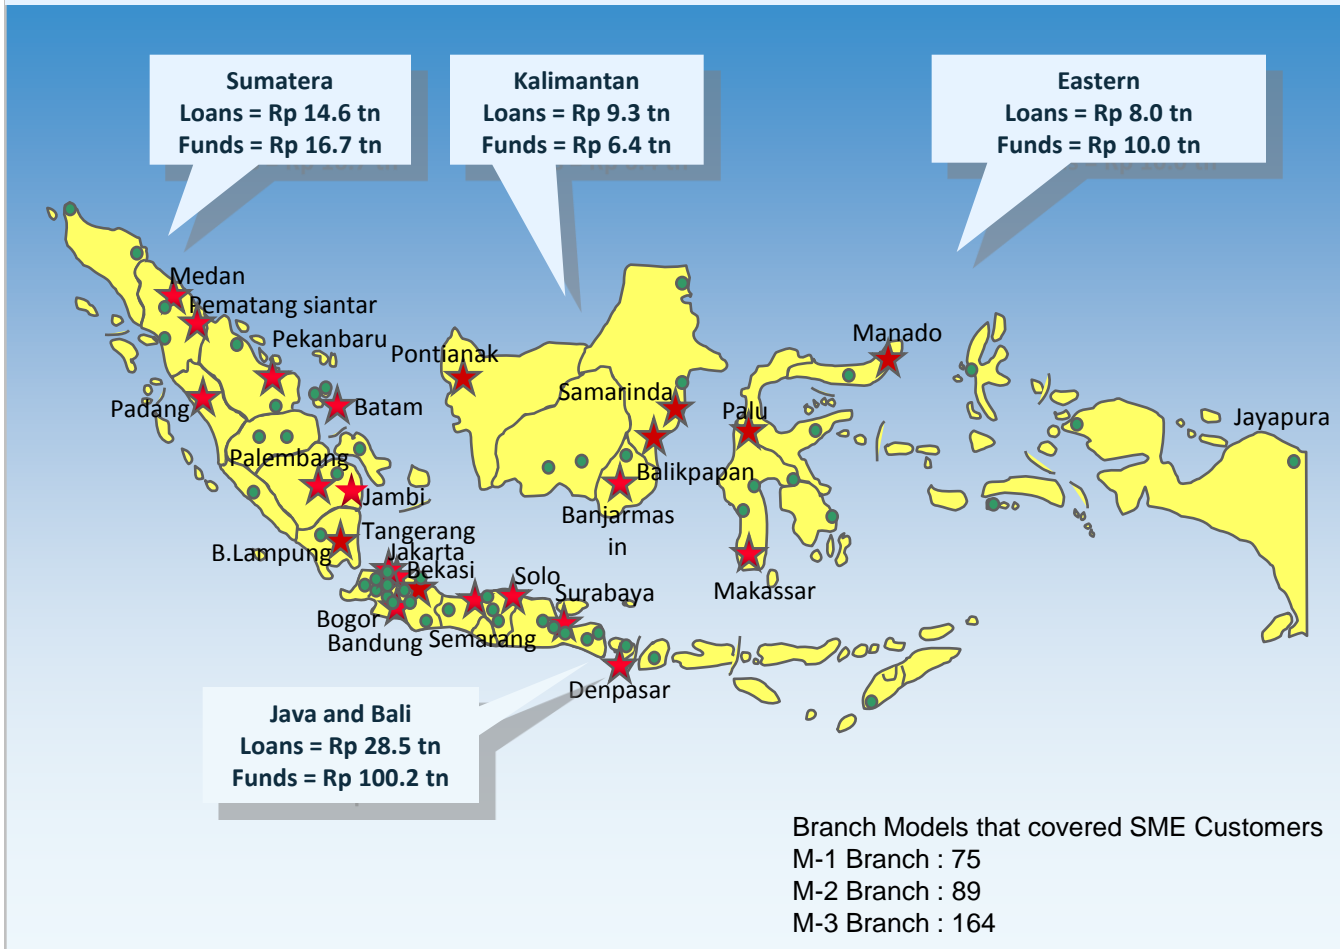 Sumatera
Loans = Rp 14.6 tn
Funds = Rp 16.7 tn
Kalimantan
Loans = Rp 9.3 tn
Funds = Rp 6.4 tn
Eastern
Loans = Rp 8.0 tn
Funds = Rp 10.0 tn
Medan
Pematang siantar
Pekanbaru
Padang
Batam
Palembang
Jambi
B.Lampung
Tangerang
Jakarta
Bekasi
Bogor
Bandung
Semarang
Solo
Surabaya
Denpasar
Pontianak
Samarinda
Balikpapan
Banjarmas
in
Manado
Palu
Makassar
Jayapura
Java and Bali
Loans = Rp 28.5 tn
Funds = Rp 100.2 tn
Branch Models that covered SME Customers
M-1 Branch : 75
M-2 Branch : 89
M-3 Branch : 164